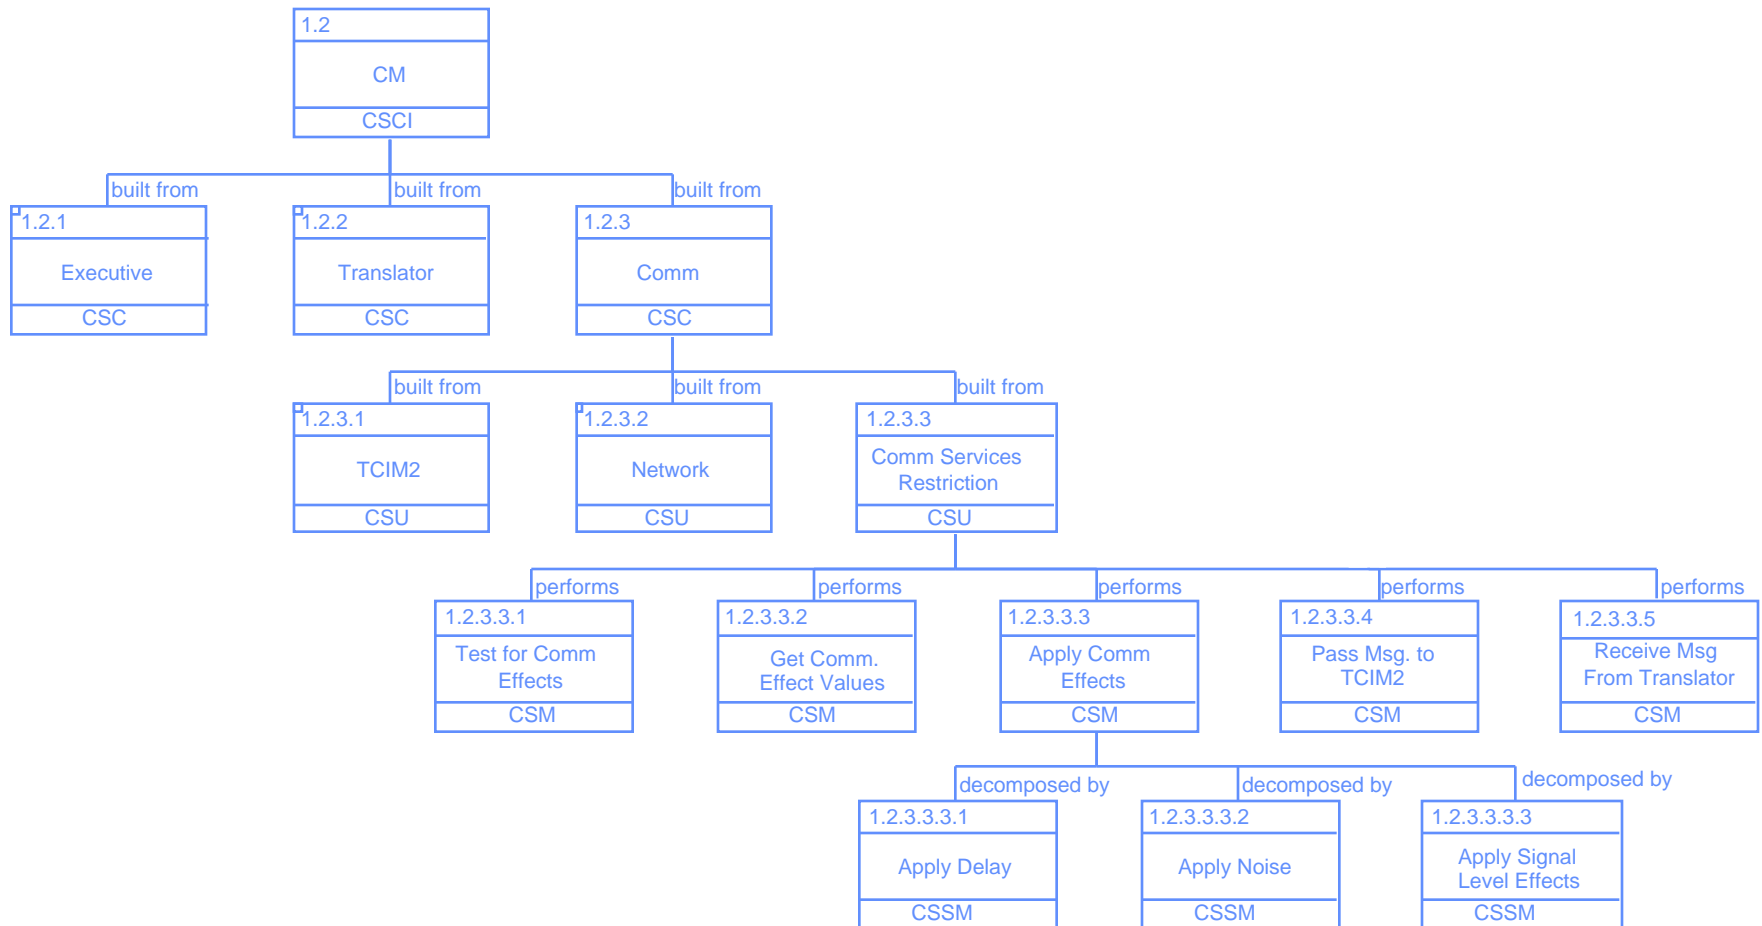 1.2
CM
CSCI
built from
built from
built from
1.2.1
Executive
CSC
1.2.2
Translator
CSC
1.2.3
Comm
CSC
built from
built from
built from
1.2.3.1
TCIM2
CSU
1.2.3.2
Network
CSU
1.2.3.3
Comm Services
Restriction
CSU
performs
performs
performs
performs
performs
1.2.3.3.1
Test for Comm
Effects
CSM
1.2.3.3.2
Get Comm.
Effect Values
CSM
1.2.3.3.3
Apply Comm
Effects
CSM
1.2.3.3.4
Pass Msg. to
TCIM2
CSM
1.2.3.3.5
Receive Msg
From Translator
CSM
decomposed by
decomposed by
decomposed by
1.2.3.3.3.1
Apply Delay
CSSM
1.2.3.3.3.2
Apply Noise
CSSM
1.2.3.3.3.3
Apply Signal
Level Effects
CSSM